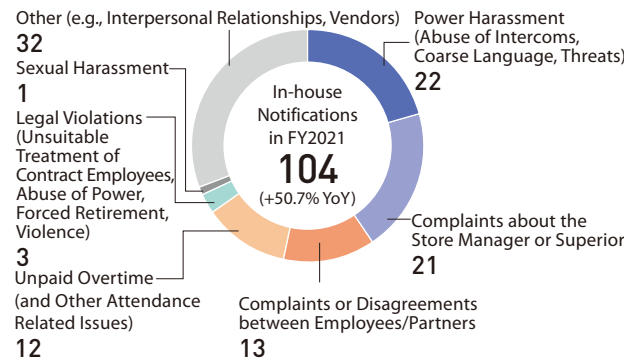 Other (e.g., Interpersonal Relationships, Vendors)
32
Sexual Harassment
1
Legal Violations
(Unsuitable
Treatment of
Contract Employees,
Abuse of Power,
Forced Retirement,
Violence)
3
Unpaid Overtime
(and Other Attendance
Related Issues)
12
In-house
Notifications
in FY2021
104
(+50.7% YoY)
Power Harassment
(Abuse of Intercoms,
Coarse Language, Threats)
22
Complaints about the
Store Manager or Superior
21
Complaints or Disagreements
between Employees/Partners
13